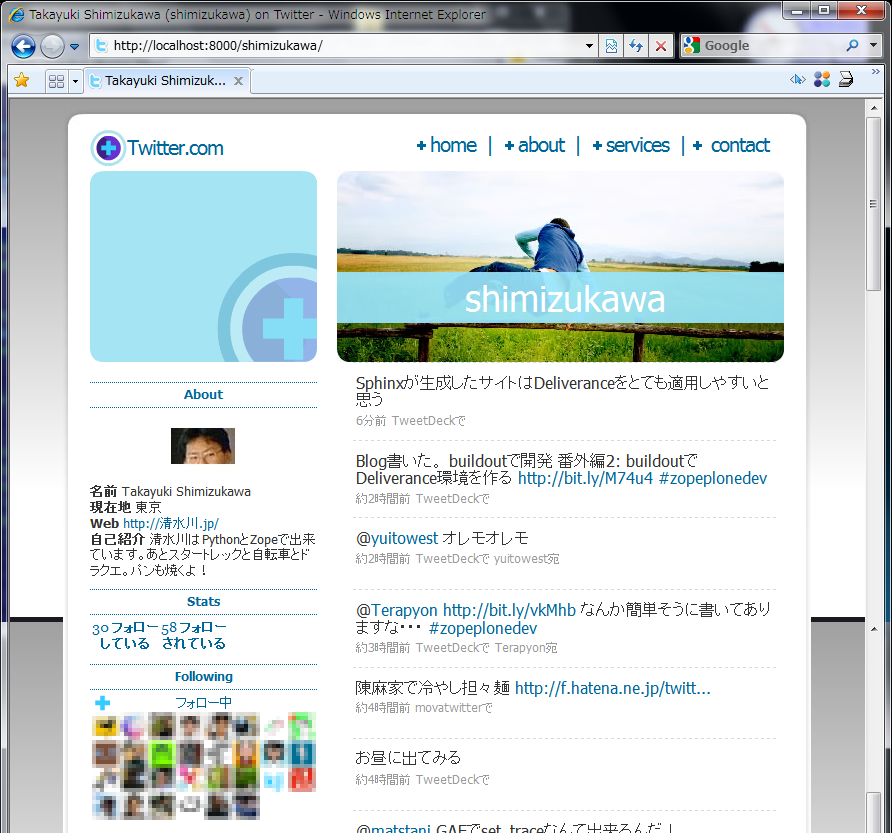 Takayuki Shimizukawa (shimizukawa) on Twitter - Windows Internet Explorer
http://localhost:8000/shimizukawa/
Google
Takayuki Shimizuk...
Twitter.com
home | about | services | contact
shimizukawa
About
名前 Takayuki Shimizukawa
現在地 東京
Web http://清水川.jp/
自己紹介 清水川はPythonとZopeで出来
ています。あとスタートレックと自転車とド
ラクエ。パンも焼くよ！
Stats
30 フォロー 58 フォロー
している されている
Following
フォロー中
Sphinxが生成したサイトはDeliveranceをとても適用しやすいと
思う
6分前 TweetDeckで
Blog書いた。 buildoutで開発 番外編2: buildoutで
Deliverance環境を作る http://bit.ly/M74u4 #zopeplonedev
約2時間前 TweetDeckで
@yuitowest オレモオレモ
約2時間前 TweetDeckで yuitowest宛
@Terapyon http://bit.ly/vkMhb なんか簡単そうに書いてあり
ますな・・・ #zopeplonedev
約3時間前 TweetDeckで Terapyon宛
陳麻家で冷やし担々麺 http://f.hatena.ne.jp/twitt...
約4時間前 movatwitterで
お昼に出てみる
約4時間前 TweetDeckで
@matstani GAEでset_traceなんて出来るんだ！